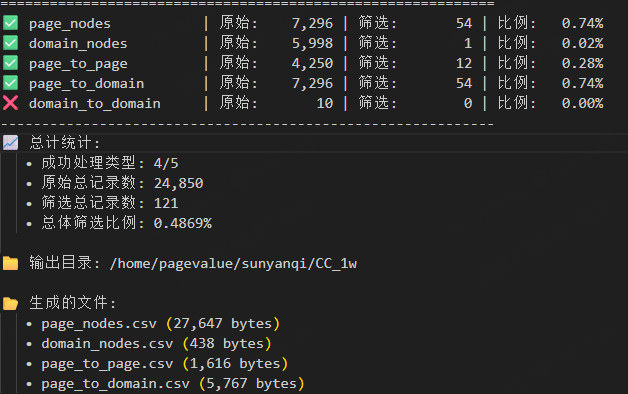 ============================================================
✅ page_nodes | 原始: 7,296 | 筛选: 54 | 比例: 0.74%
✅ domain_nodes | 原始: 5,998 | 筛选: 1 | 比例: 0.02%
✅ page_to_page | 原始: 4,250 | 筛选: 12 | 比例: 0.28%
✅ page_to_domain | 原始: 7,296 | 筛选: 54 | 比例: 0.74%
❌ domain_to_domain | 原始: 10 | 筛选: 0 | 比例: 0.00%
------------------------------------------------------------
📈 总计统计:
• 成功处理类型: 4/5
• 原始总记录数: 24,850
• 筛选总记录数: 121
• 总体筛选比例: 0.4869%
📁 输出目录: /home/pagevalue/sunyanqi/CC_1w
📂 生成的文件:
• page_nodes.csv (27,647 bytes)
• domain_nodes.csv (438 bytes)
• page_to_page.csv (1,616 bytes)
• page_to_domain.csv (5,767 bytes)